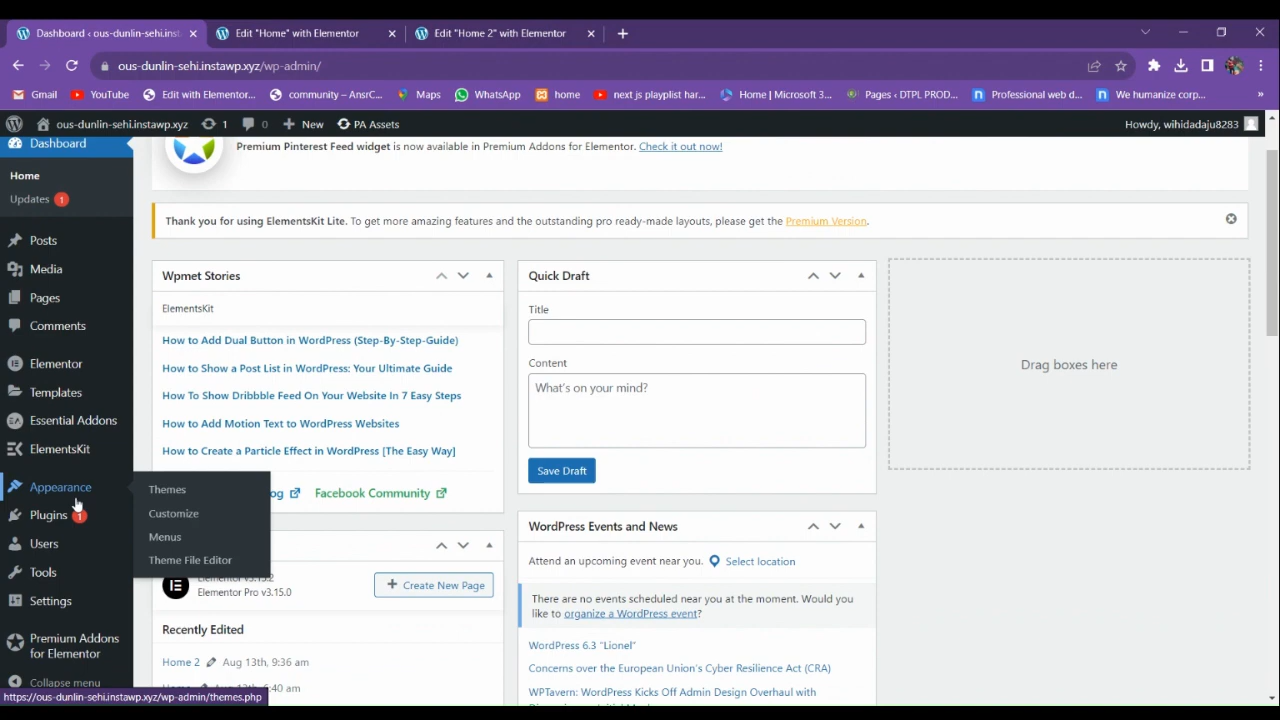 Dashboard ‹ ous-dunlin-sehi.inst
Edit "Home" with Elementor
Edit "Home 2" with Elementor
ous-dunlin-sehi.instawp.xyz/wp-admin/
Gmail
YouTube
Edit with Elementor...
community – AnsrC...
Maps
WhatsApp
home
next js playlist har...
Home | Microsoft 3...
Pages ‹ DTPL PROD...
Professional web d...
We humanize corp...
»
ous-dunlin-sehi.instawp.xyz
1
0
New
PA Assets
Howdy, wihidadaju8283
Dashboard
Home
Updates 1
Posts
Media
Pages
Comments
Elementor
Templates
Essential Addons
ElementsKit
Appearance
Plugins 1
Users
Tools
Settings
Premium Addons
for Elementor
Collapse menu
Themes
Customize
Menus
Theme File Editor
Premium Pinterest Feed widget is now available in Premium Addons for Elementor. Check it out now!
Thank you for using ElementsKit Lite. To get more amazing features and the outstanding pro ready-made layouts, please get the Premium Version.
Wpmet Stories
ElementsKit
How to Add Dual Button in WordPress (Step-By-Step-Guide)
How to Show a Post List in WordPress: Your Ultimate Guide
How To Show Dribbble Feed On Your Website In 7 Easy Steps
How to Add Motion Text to WordPress Websites
How to Create a Particle Effect in WordPress [The Easy Way]
og
Facebook Community
Elementor v3.15.2
Elementor Pro v3.15.0
Create New Page
Recently Edited
Home 2 Aug 13th, 9:36 am
:40 am
Quick Draft
Title
Content
What's on your mind?
Save Draft
WordPress Events and News
Attend an upcoming event near you. Select location
There are no events scheduled near you at the moment. Would you
like to organize a WordPress event?
WordPress 6.3 "Lionel"
Concerns over the European Union's Cyber Resilience Act (CRA)
WPTavern: WordPress Kicks Off Admin Design Overhaul with
Drag boxes here
https://ous-dunlin-sehi.instawp.xyz/wp-admin/themes.php